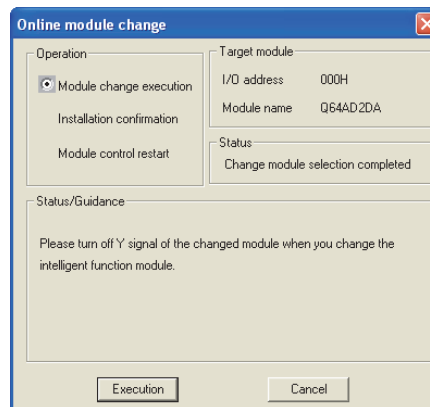 Online module change
Operation
Module change execution
Installation confirmation
Module control restart
Target module
I/O address 000H
Module name Q64AD2DA
Status
Change module selection completed
Status/Guidance
Please turn off Y signal of the changed module when you change the
intelligent function module.
Execution Cancel